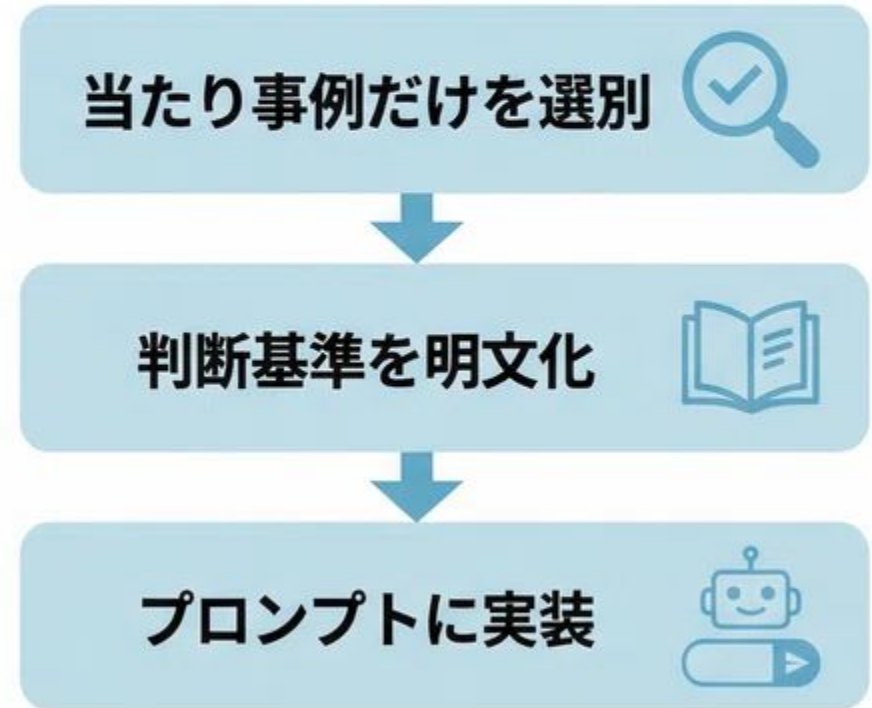 当たり事例だけを選別
判断基準を明文化
プロンプトに実装